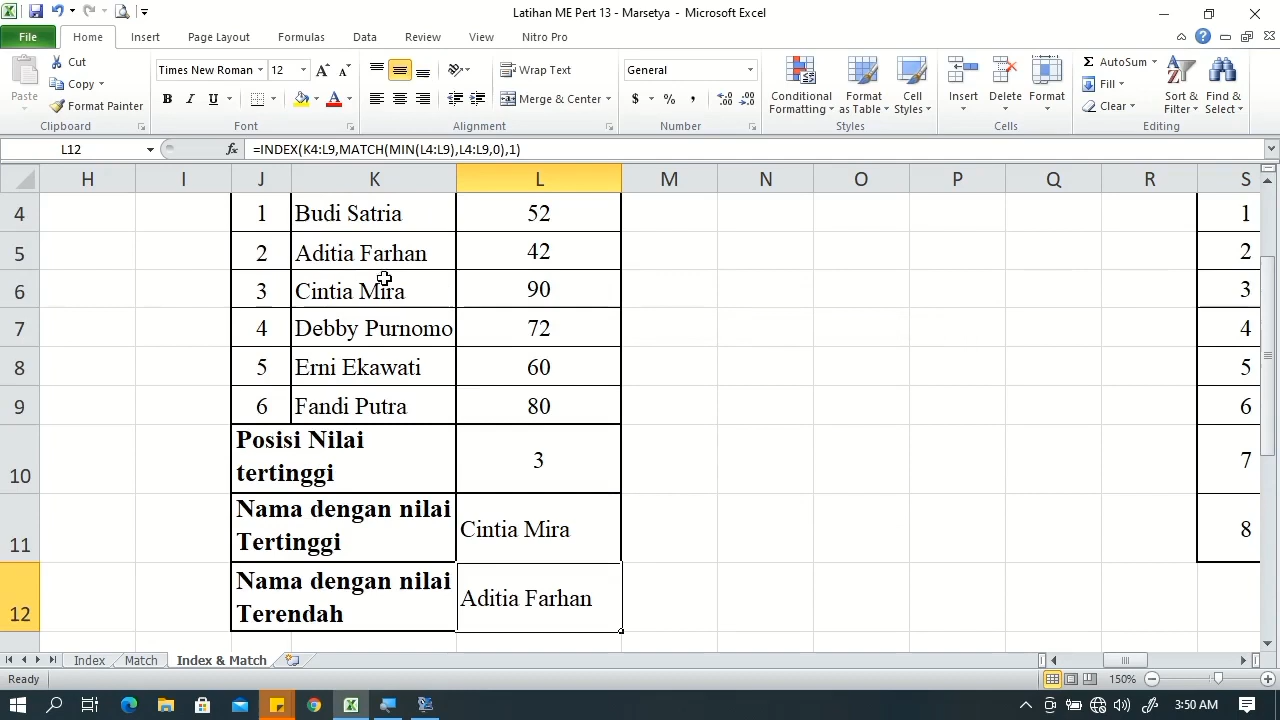 Latihan ME Pert 13 - Marsetya - Microsoft Excel
File Home Insert Page Layout Formulas Data Review View Nitro Pro
Cut
Copy
Format Painter
Paste
Clipboard
Times New Roman 12
B I U
Font
Wrap Text
Merge & Center
Alignment
General
$ % ,
Number
Conditional
Formatting
Format
as Table
Cell
Styles
Styles
Insert Delete Format
Cells
AutoSum
Fill
Clear
Sort &
Filter
Find &
Select
Editing
L12 fx =INDEX(K4:L9,MATCH(MIN(L4:L9),L4:L9,0),1)
H I J K L M N O P Q R S
4 1 Budi Satria 52 1
5 2 Aditia Farhan 42 2
6 3 Cintia Mira 90 3
7 4 Debby Purnomo 72 4
8 5 Erni Ekawati 60 5
9 6 Fandi Putra 80 6
10 Posisi Nilai
tertinggi 3 7
11 Nama dengan nilai
Tertinggi Cintia Mira 8
12 Nama dengan nilai
Terendah Aditia Farhan
Index Match Index & Match
Ready 150%
3:50 AM